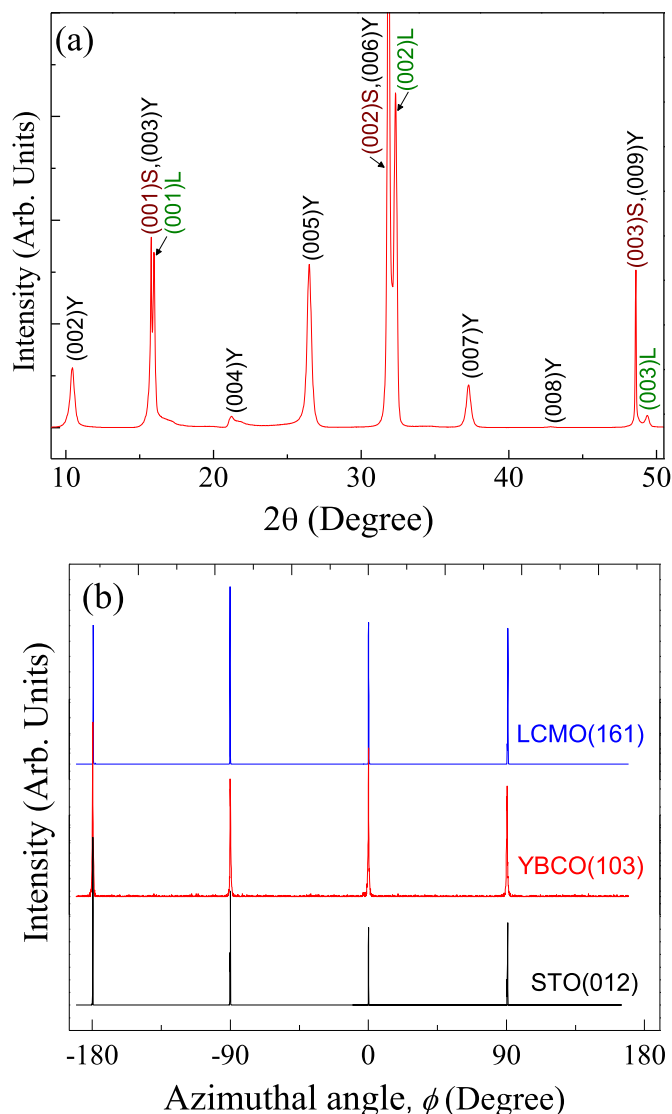 (a)
Intensity (Arb. Units)
(002)Y
(001)S,(003)Y
(001)L
(004)Y
(005)Y
(002)S,(006)Y
(002)L
(007)Y
(008)Y
(003)S,(009)Y
(003)L
10 20 30 40 50
2θ (Degree)
(b)
Intensity (Arb. Units)
LCMO(161)
YBCO(103)
STO(012)
-180 -90 0 90 180
Azimuthal angle, ϕ (Degree)